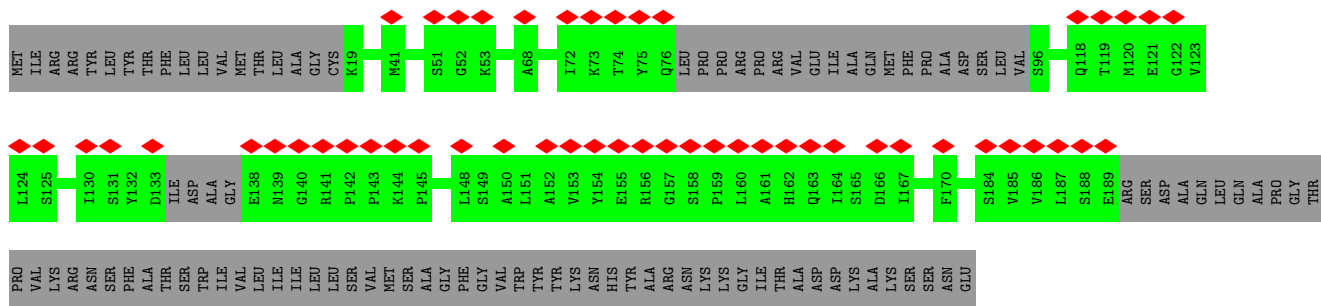 MET ILE ARG ARG TYR LEU TYR THR PHE LEU LEU VAL MET THR LEU ALA GLY CYS K19 M41 S51 G52 K53 A68 I72 K73 T74 Y75 Q76 LEU PRO PRO ARG PRO ARG VAL GLU ILE ALA GLN MET PHE PRO ALA ASP SER LEU VAL S96 Q118 T119 M120 E121 G122 V123
L124 S125 I130 S131 Y132 D133 ILE ASP ALA GLY E138 N139 G140 R141 P142 P143 K144 P145 L148 S149 A150 L151 A152 V153 Y154 E155 R156 G157 S158 P159 L160 A161 H162 Q163 I164 S165 D166 I167 F170 S184 V185 V186 L187 S188 E189 ARG SER ASP ALA GLN LEU GLN ALA PRO GLY THR
PRO VAL LYS ARG ASN SER PHE ALA THR SER TRP ILE VAL LEU ILE ILE LEU LEU SER VAL MET SER ALA GLY PHE GLY VAL TRP TYR TYR LYS ASN HIS TYR ALA ARG ASN LYS LYS GLY ILE THR ALA ASP ASP LYS ALA LYS SER SER ASN GLU